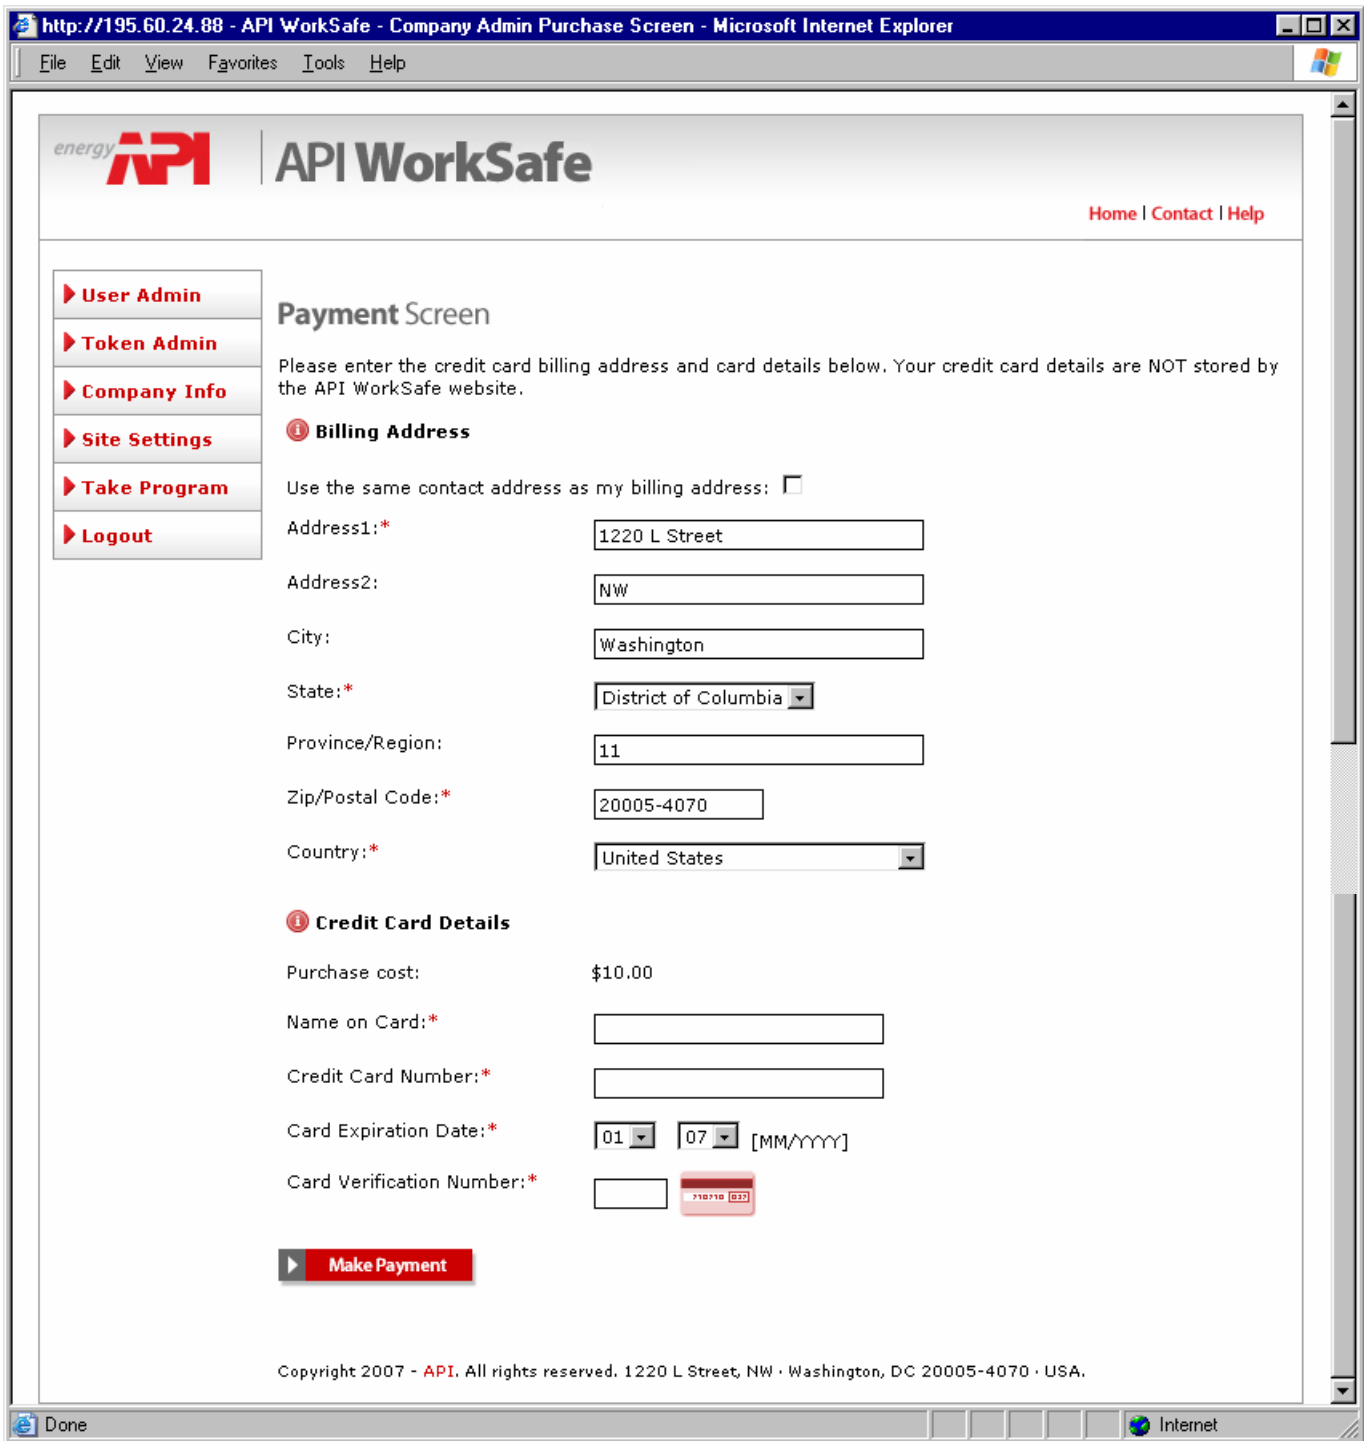 http://195.60.24.88 - API WorkSafe - Company Admin Purchase Screen - Microsoft Internet Explorer
File Edit View Favorites Tools Help
energy API
API WorkSafe
Home | Contact | Help
User Admin
Token Admin
Company Info
Site Settings
Take Program
Logout
Payment Screen
Please enter the credit card billing address and card details below. Your credit card details are NOT stored by
the API WorkSafe website.
Billing Address
Use the same contact address as my billing address:
Address1:* 1220 L Street
Address2: NW
City: Washington
State:* District of Columbia
Province/Region: 11
Zip/Postal Code:* 20005-4070
Country:* United States
Credit Card Details
Purchase cost: $10.00
Name on Card:*
Credit Card Number:*
Card Expiration Date:* 01 07 [MM/YYYY]
Card Verification Number:*
Make Payment
Copyright 2007 - API. All rights reserved. 1220 L Street, NW · Washington, DC 20005-4070 · USA.
Done Internet